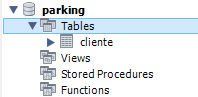 parking
Tables
cliente
Views
Stored Procedures
Functions